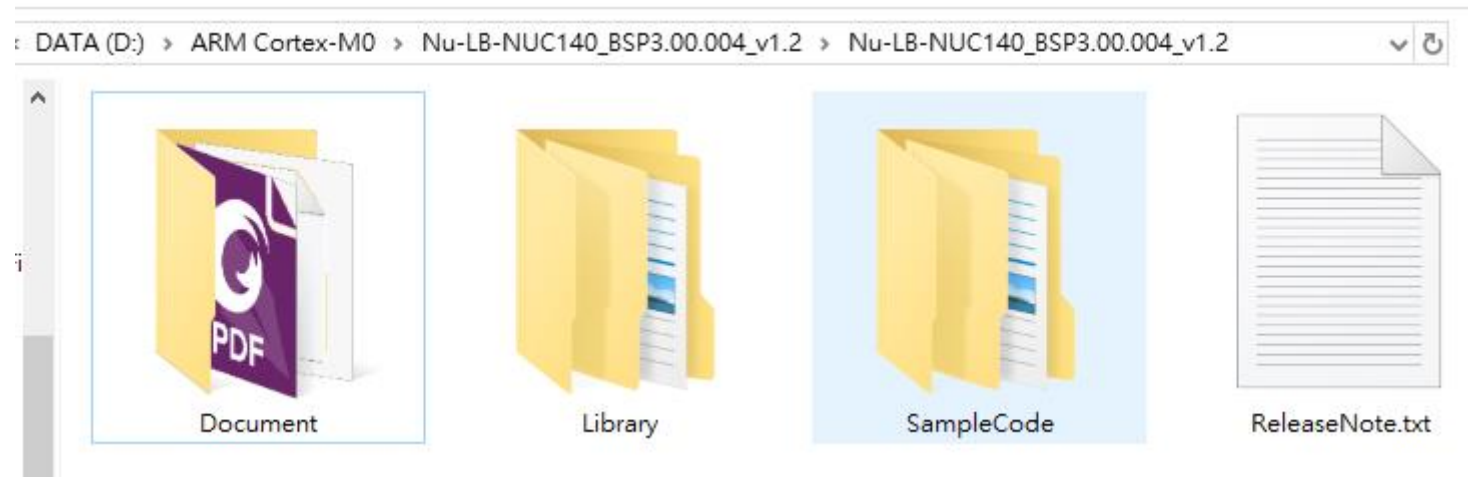 DATA (D:) › ARM Cortex-M0 › Nu-LB-NUC140_BSP3.00.004_v1.2 › Nu-LB-NUC140_BSP3.00.004_v1.2
PDF
Document
Library
SampleCode
ReleaseNote.txt